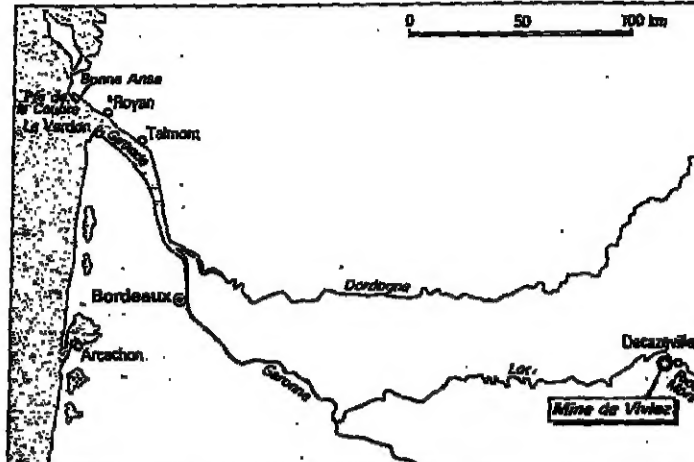 0 50 100 km
Bonne Anse
Royan
la Coubre
Le Verdon
Talmont
Gironde
Dordogne
Bordeaux
Arcachon
Garonne
Lot
Decazeville
Mine de Viviez